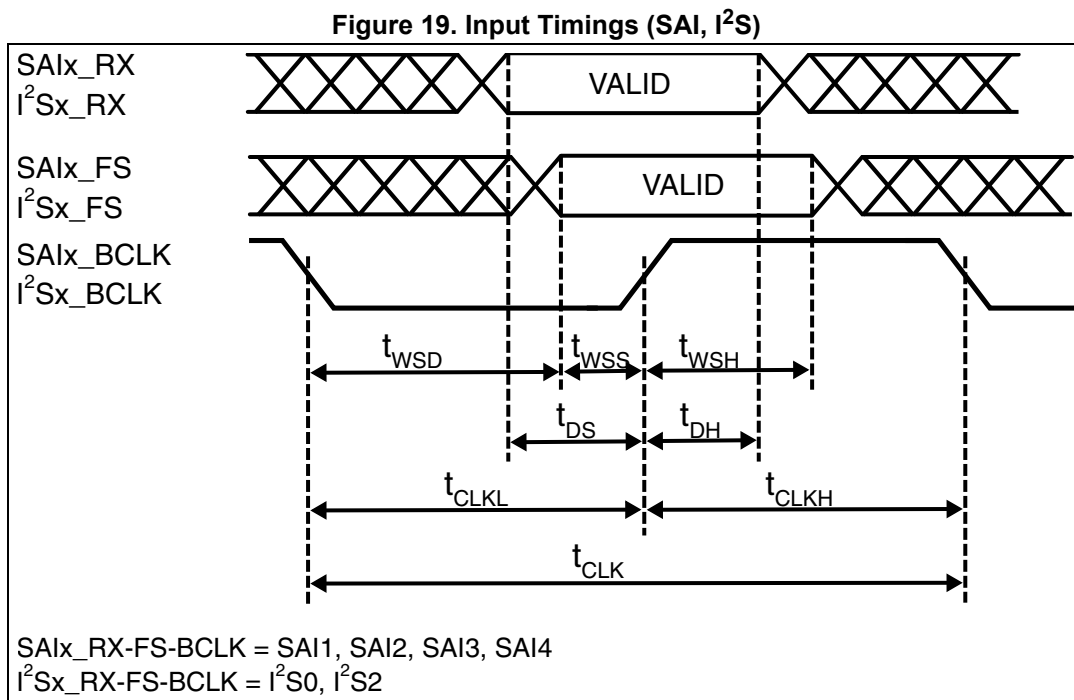 Figure 19. Input Timings (SAI, I²S)
SAIx_RX
I²Sx_RX
VALID
SAIx_FS
I²Sx_FS
VALID
SAIx_BCLK
I²Sx_BCLK
tWSD
tWSS
tWSH
tDS
tDH
tCLKL
tCLKH
tCLK
SAIx_RX-FS-BCLK = SAI1, SAI2, SAI3, SAI4
I²Sx_RX-FS-BCLK = I²S0, I²S2